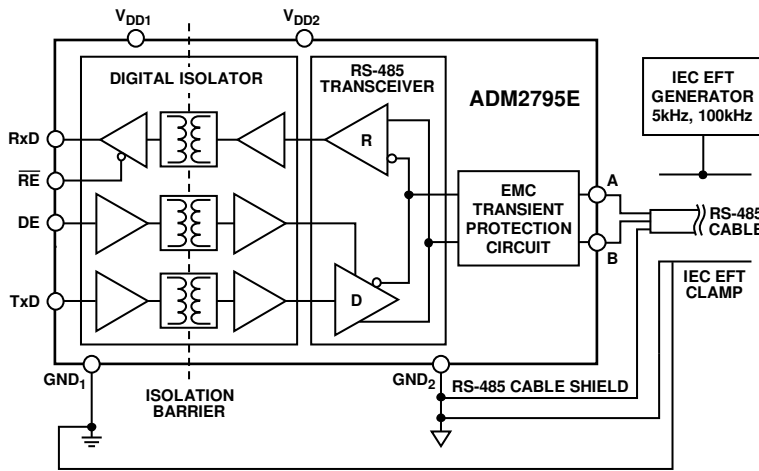 VDD1
VDD2
DIGITAL ISOLATOR
RS-485
TRANSCEIVER
ADM2795E
IEC EFT
GENERATOR
5kHz, 100kHz
RxD
R
RE
DE
EMC
TRANSIENT
PROTECTION
CIRCUIT
A
B
RS-485
CABLE
IEC EFT
CLAMP
TxD
D
GND1
ISOLATION
BARRIER
GND2
RS-485 CABLE SHIELD